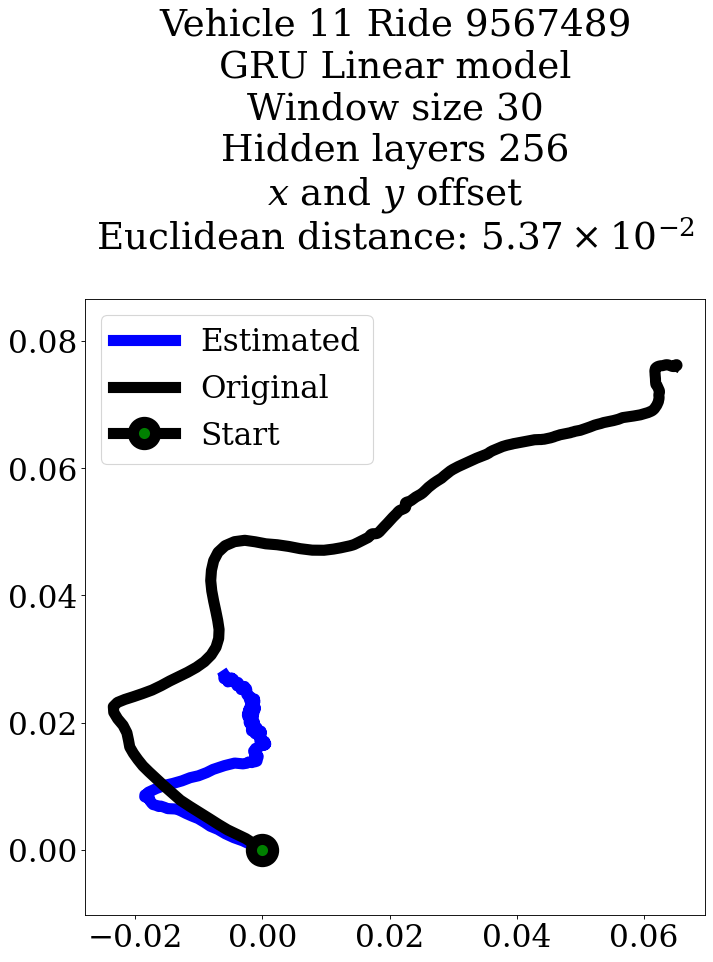 Vehicle 11 Ride 9567489
GRU Linear model
Window size 30
Hidden layers 256
x and y offset
Euclidean distance: 5.37 × 10⁻²
Estimated
Original
Start
0.08
0.06
0.04
0.02
0.00
−0.02 0.00 0.02 0.04 0.06